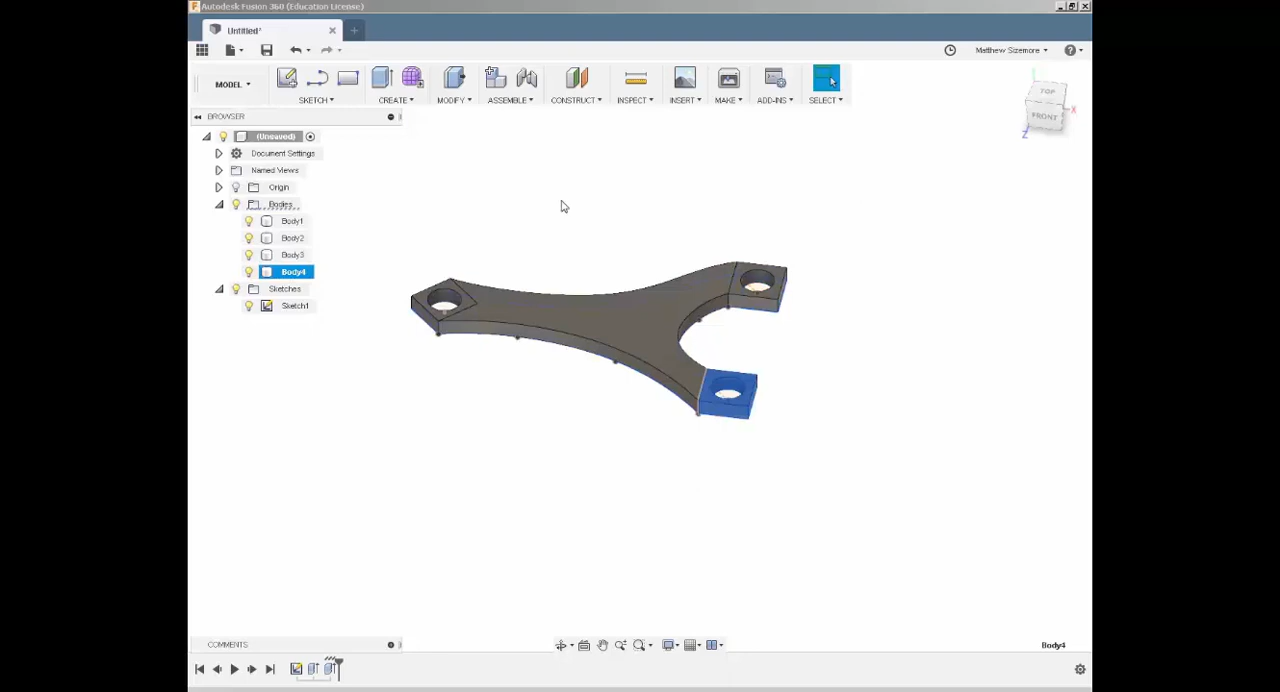 Autodesk Fusion 360 (Education License)
Untitled*
Matthew Sizemore
MODEL
SKETCH
CREATE
MODIFY
ASSEMBLE
CONSTRUCT
INSPECT
INSERT
MAKE
ADD-INS
SELECT
TOP
FRONT
X
Z
BROWSER
(Unsaved)
Document Settings
Named Views
Origin
Bodies
Body1
Body2
Body3
Body4
Sketches
Sketch1
COMMENTS
Body4